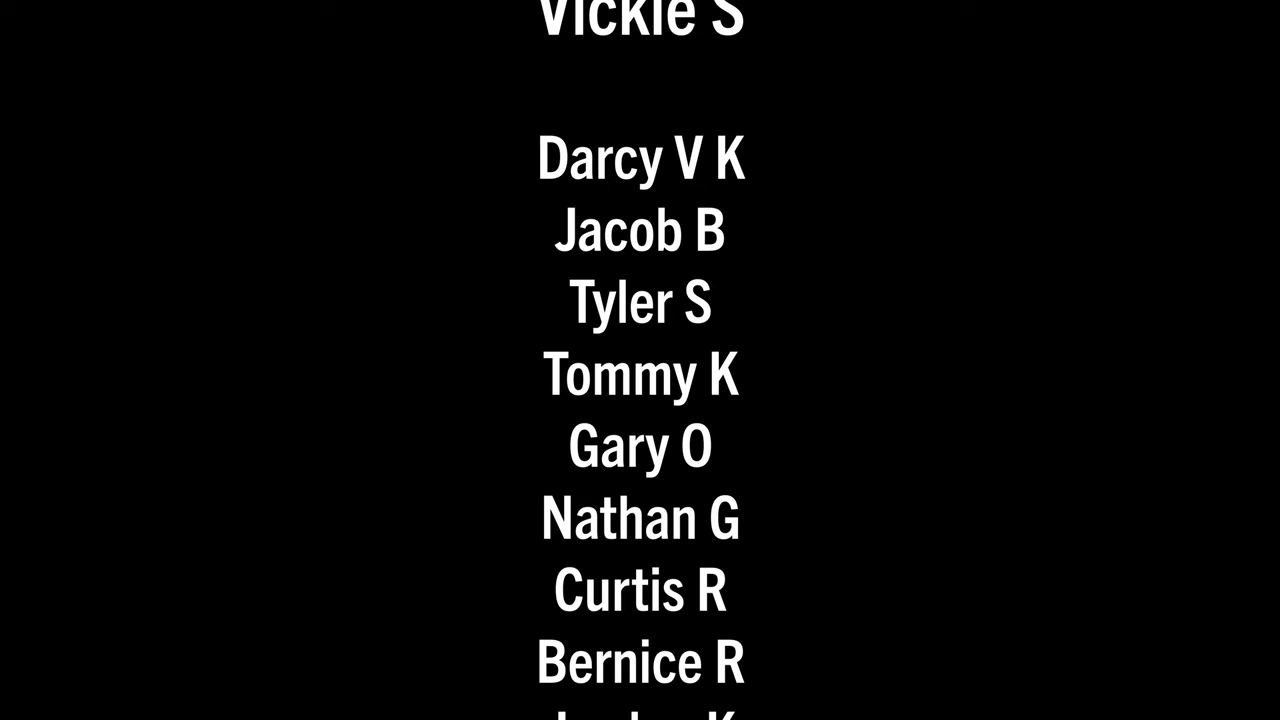 Vickie S
Darcy V K
Jacob B
Tyler S
Tommy K
Gary O
Nathan G
Curtis R
Bernice R
K